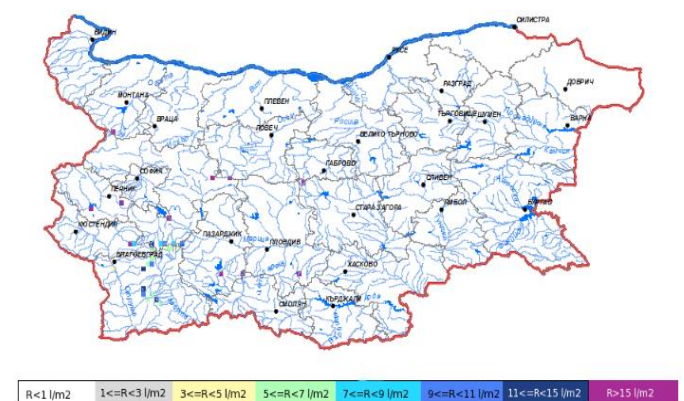 СИЛИСТРА
ВИДИН
РУСЕ
МОНТАНА
РАЗГРАД
ДОБРИЧ
ПЛЕВЕН
ВРАЦА
ЛОВЕЧ
ТЪРГОВИЩЕ
ШУМЕН
ВАРНА
ВЕЛИКО ТЪРНОВО
СОФИЯ
ГАБРОВО
СЛИВЕН
ПЕРНИК
СТАРА ЗАГОРА
ЯМБОЛ
БУРГАС
КЮСТЕНДИЛ
ПАЗАРДЖИК
ПЛОВДИВ
БЛАГОЕВГРАД
ХАСКОВО
СМОЛЯН
КЪРДЖАЛИ
R<1 l/m2
1<=R<3 l/m2
3<=R<5 l/m2
5<=R<7 l/m2
7<=R<9 l/m2
9<=R<11 l/m2
11<=R<15 l/m2
R>15 l/m2